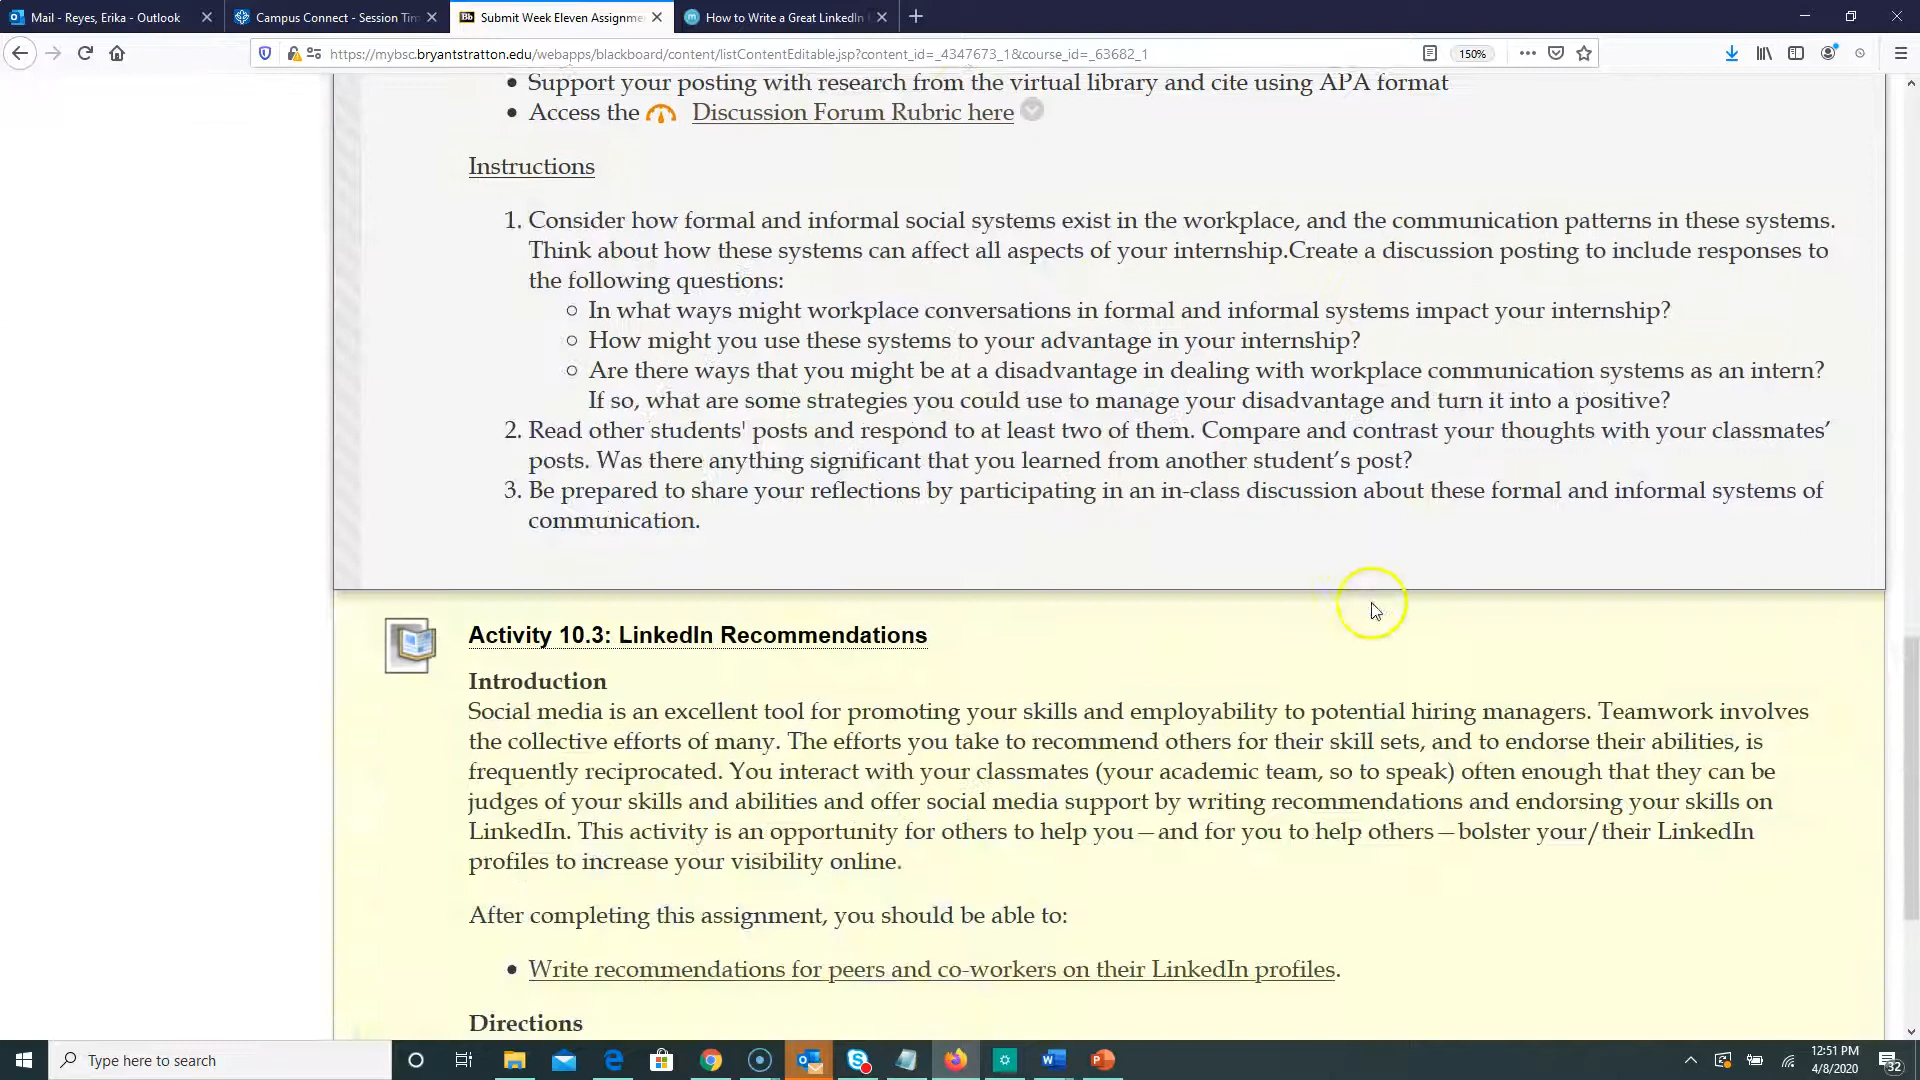 Mail - Reyes, Erika - Outlook
Campus Connect - Session Tim
Submit Week Eleven Assignme
How to Write a Great LinkedIn
https://mybsc.bryantstratton.edu/webapps/blackboard/content/listContentEditable.jsp?content_id=_4347673_1&course_id=_63682_1
150%
• Support your posting with research from the virtual library and cite using APA format
• Access the Discussion Forum Rubric here
Instructions
1. Consider how formal and informal social systems exist in the workplace, and the communication patterns in these systems.
Think about how these systems can affect all aspects of your internship.Create a discussion posting to include responses to
the following questions:
○ In what ways might workplace conversations in formal and informal systems impact your internship?
○ How might you use these systems to your advantage in your internship?
○ Are there ways that you might be at a disadvantage in dealing with workplace communication systems as an intern?
If so, what are some strategies you could use to manage your disadvantage and turn it into a positive?
2. Read other students' posts and respond to at least two of them. Compare and contrast your thoughts with your classmates’
posts. Was there anything significant that you learned from another student’s post?
3. Be prepared to share your reflections by participating in an in-class discussion about these formal and informal systems of
communication.
Activity 10.3: LinkedIn Recommendations
Introduction
Social media is an excellent tool for promoting your skills and employability to potential hiring managers. Teamwork involves
the collective efforts of many. The efforts you take to recommend others for their skill sets, and to endorse their abilities, is
frequently reciprocated. You interact with your classmates (your academic team, so to speak) often enough that they can be
judges of your skills and abilities and offer social media support by writing recommendations and endorsing your skills on
LinkedIn. This activity is an opportunity for others to help you—and for you to help others—bolster your/their LinkedIn
profiles to increase your visibility online.
After completing this assignment, you should be able to:
• Write recommendations for peers and co-workers on their LinkedIn profiles.
Directions
Type here to search
12:51 PM
4/8/2020
32